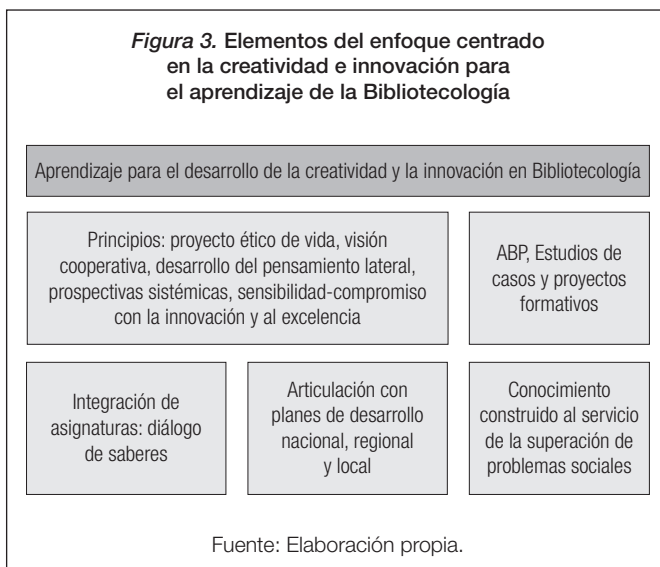 Figura 3. Elementos del enfoque centrado
en la creatividad e innovación para
el aprendizaje de la Bibliotecología
Aprendizaje para el desarrollo de la creatividad y la innovación en Bibliotecología
Principios: proyecto ético de vida, visión
cooperativa, desarrollo del pensamiento lateral,
prospectivas sistémicas, sensibilidad-compromiso
con la innovación y al excelencia
ABP, Estudios de
casos y proyectos
formativos
Integración de
asignaturas: diálogo
de saberes
Articulación con
planes de desarrollo
nacional, regional
y local
Conocimiento
construido al servicio
de la superación de
problemas sociales
Fuente: Elaboración propia.